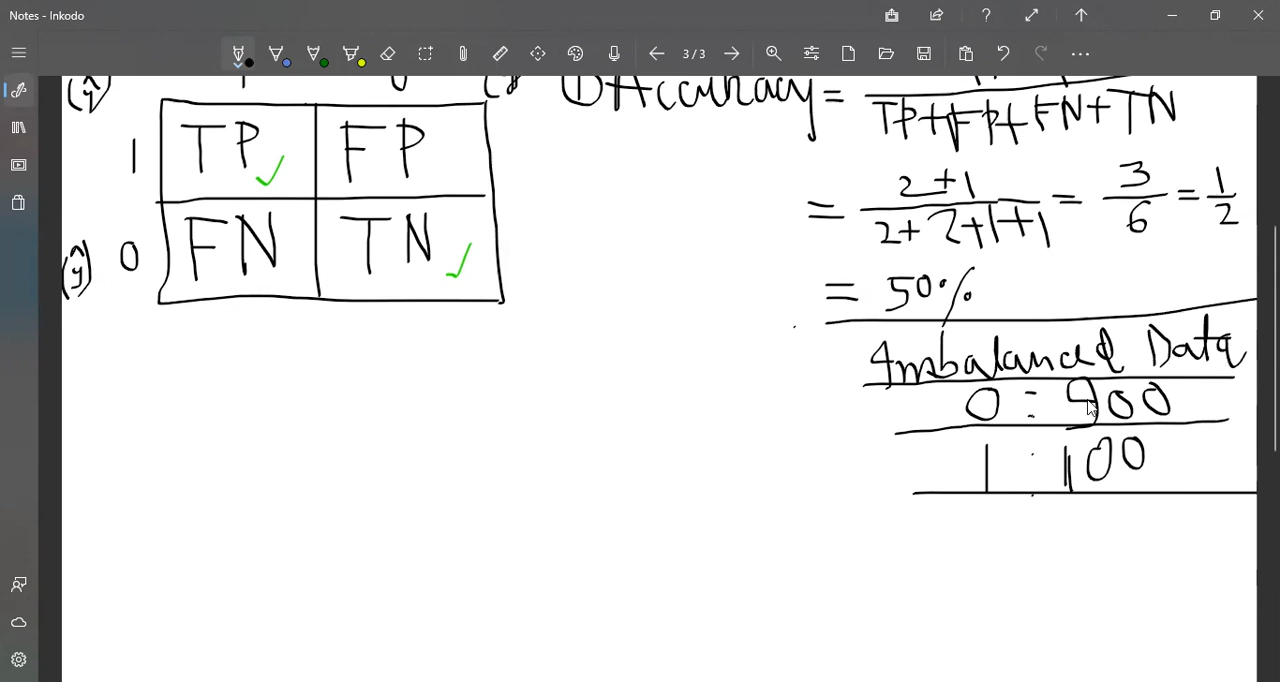 Notes - Inkodo
3/3
(ŷ)
① Accuracy =
TP+FP+FN+TN
1 TP ✓ FP
0 FN TN ✓
(ŷ)
= 2+1 / 2+2+1+1 = 3/6 = 1/2
= 50%
Imbalanced Data
0 : 900
1 : 100